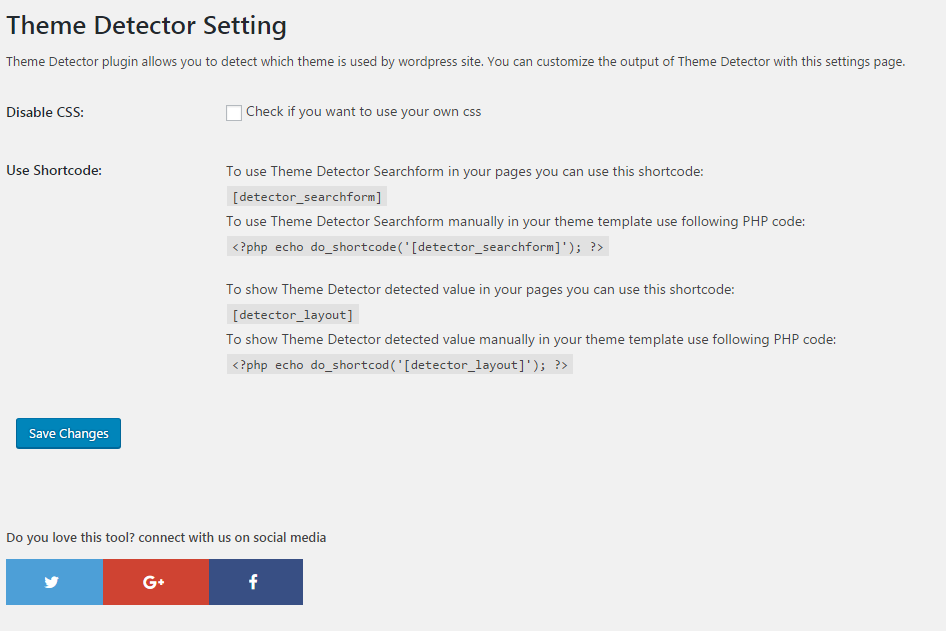 Theme Detector Setting
Theme Detector plugin allows you to detect which theme is used by wordpress site. You can customize the output of Theme Detector with this settings page.
Disable CSS:
Check if you want to use your own css
Use Shortcode:
To use Theme Detector Searchform in your pages you can use this shortcode:
[detector_searchform]
To use Theme Detector Searchform manually in your theme template use following PHP code:
<?php echo do_shortcode('[detector_searchform]'); ?>
To show Theme Detector detected value in your pages you can use this shortcode:
[detector_layout]
To show Theme Detector detected value manually in your theme template use following PHP code:
<?php echo do_shortcod('[detector_layout]'); ?>
Save Changes
Do you love this tool? connect with us on social media
G+
f